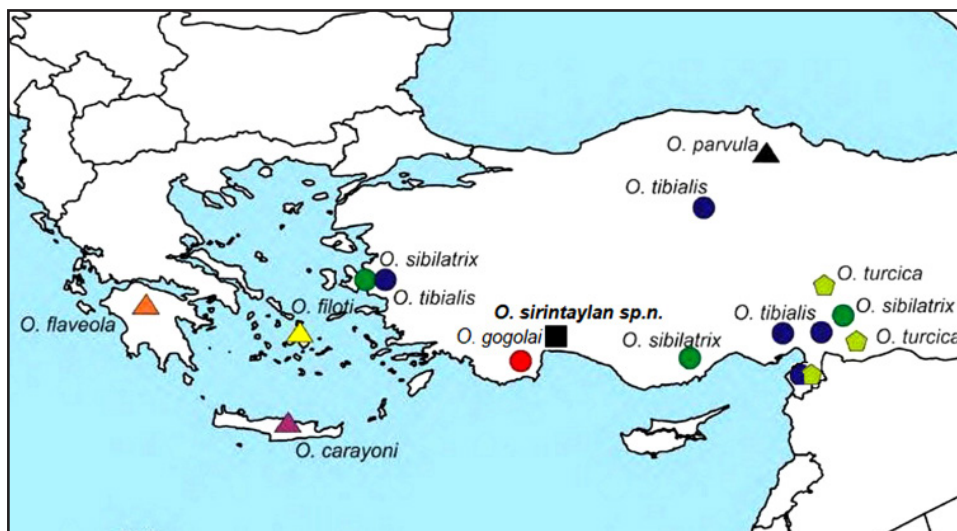 O. parvula
O. tibialis
O. sibilatrix
O. turcica
O. tibialis
O. filoti
O. sibilatrix
O. flaveola
O. sirintaylan sp.n.
O. tibialis
O. gogolai
O. sibilatrix
O. turcica
O. carayoni